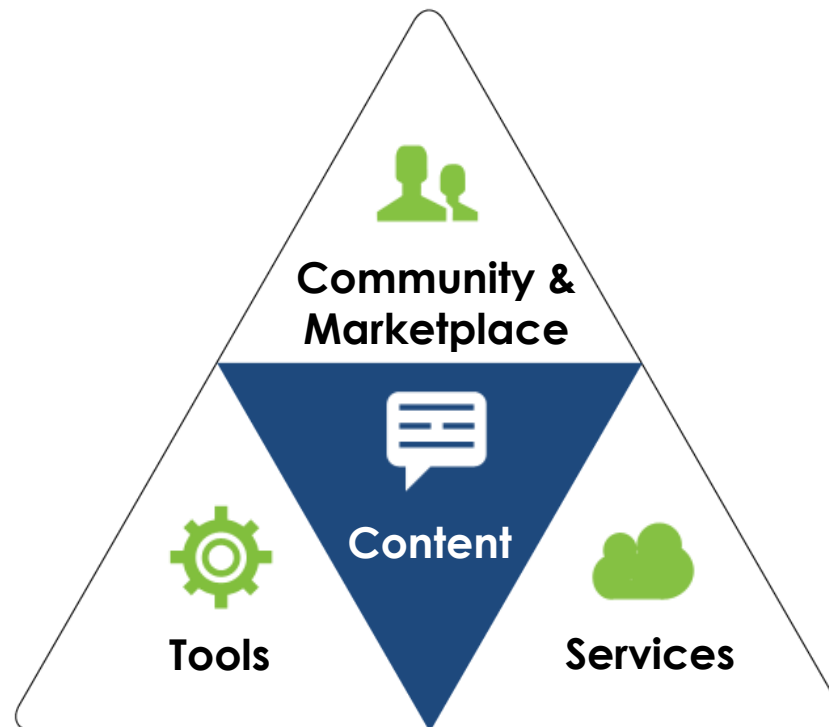 Community &
Marketplace
Content
Tools
Services